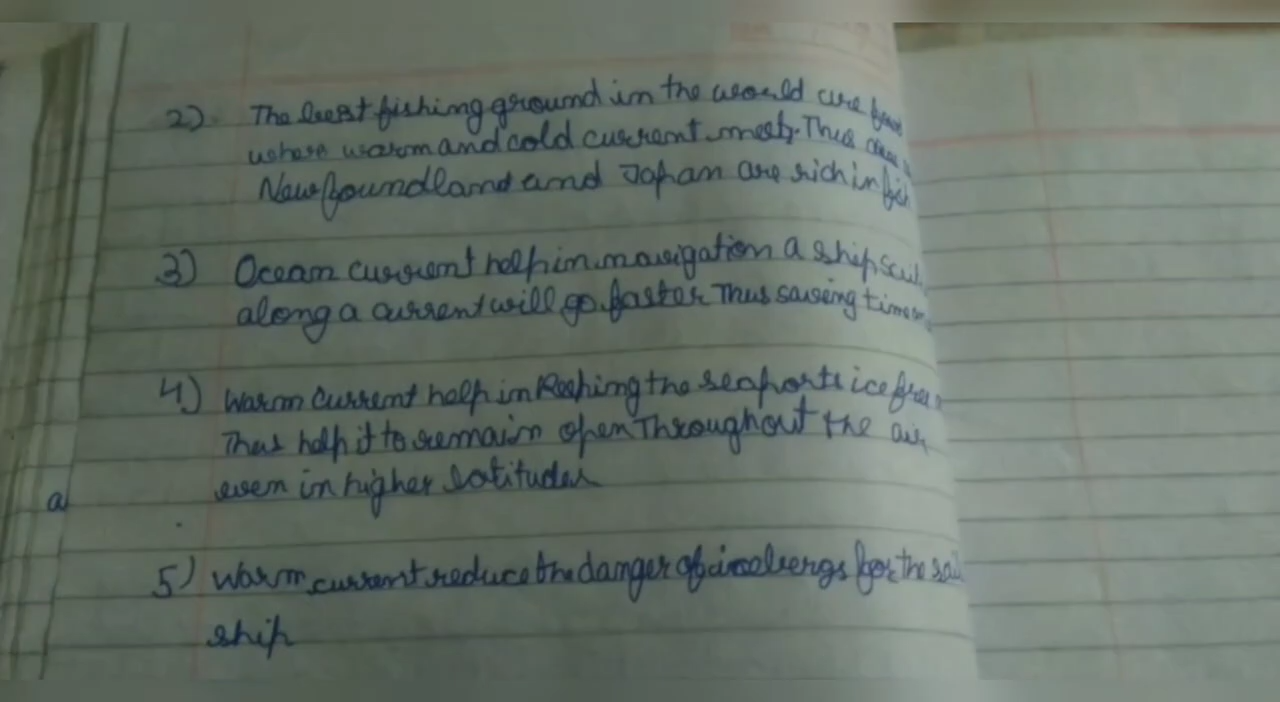 2) The best fishing ground in the world are
where warm and cold current meets. Thus
Newfoundland and Japan are rich in fish
3) Ocean current help in navigation a ship sail
along a current will go faster Thus saving time
4) Warm Current help in Keeping the seaports ice free
Thus help it to remain open Throughout the
even in higher latitudes
a
5) Warm current reduce the danger of icebergs for the
ship